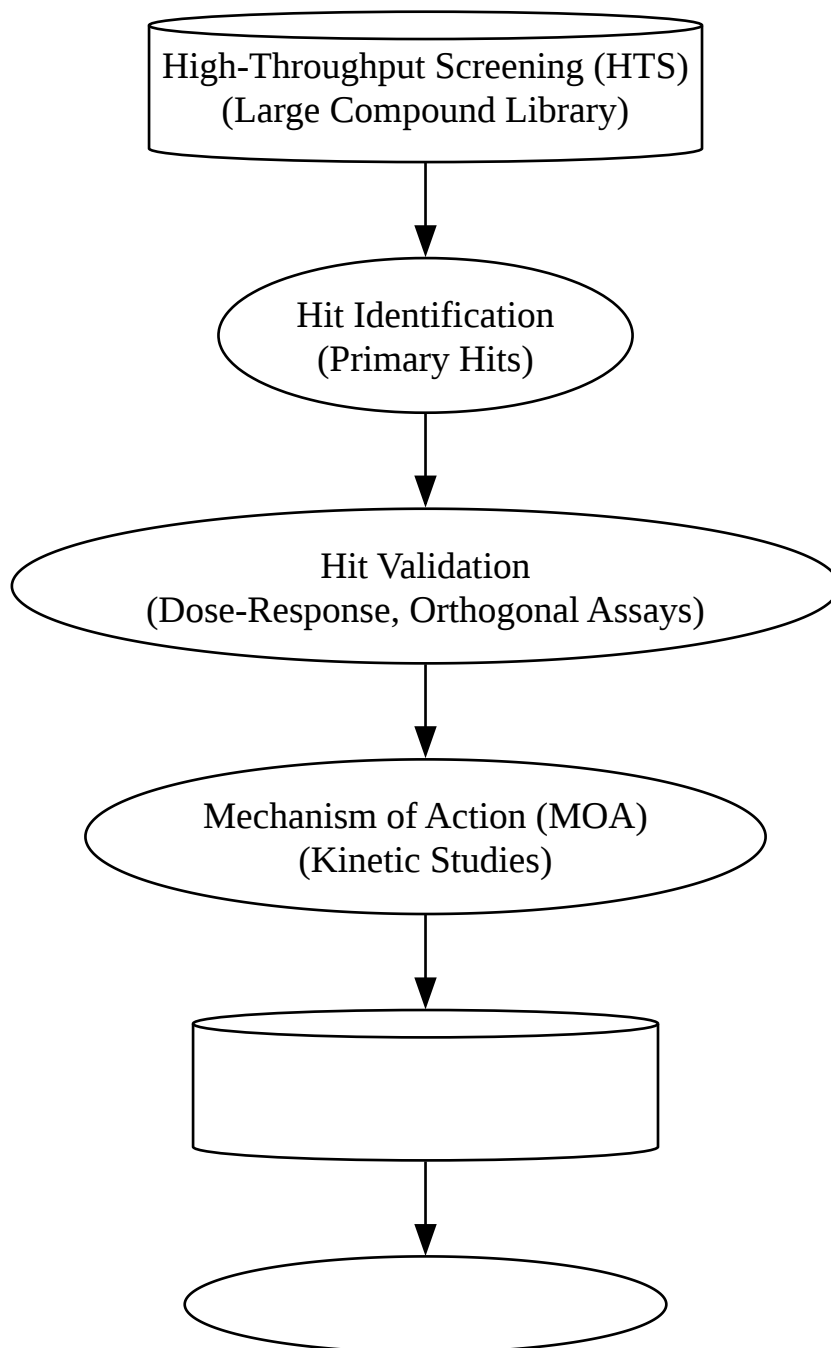 High-Throughput Screening (HTS)
(Large Compound Library)
Hit Identification
(Primary Hits)
Hit Validation
(Dose-Response, Orthogonal Assays)
Mechanism of Action (MOA)
(Kinetic Studies)